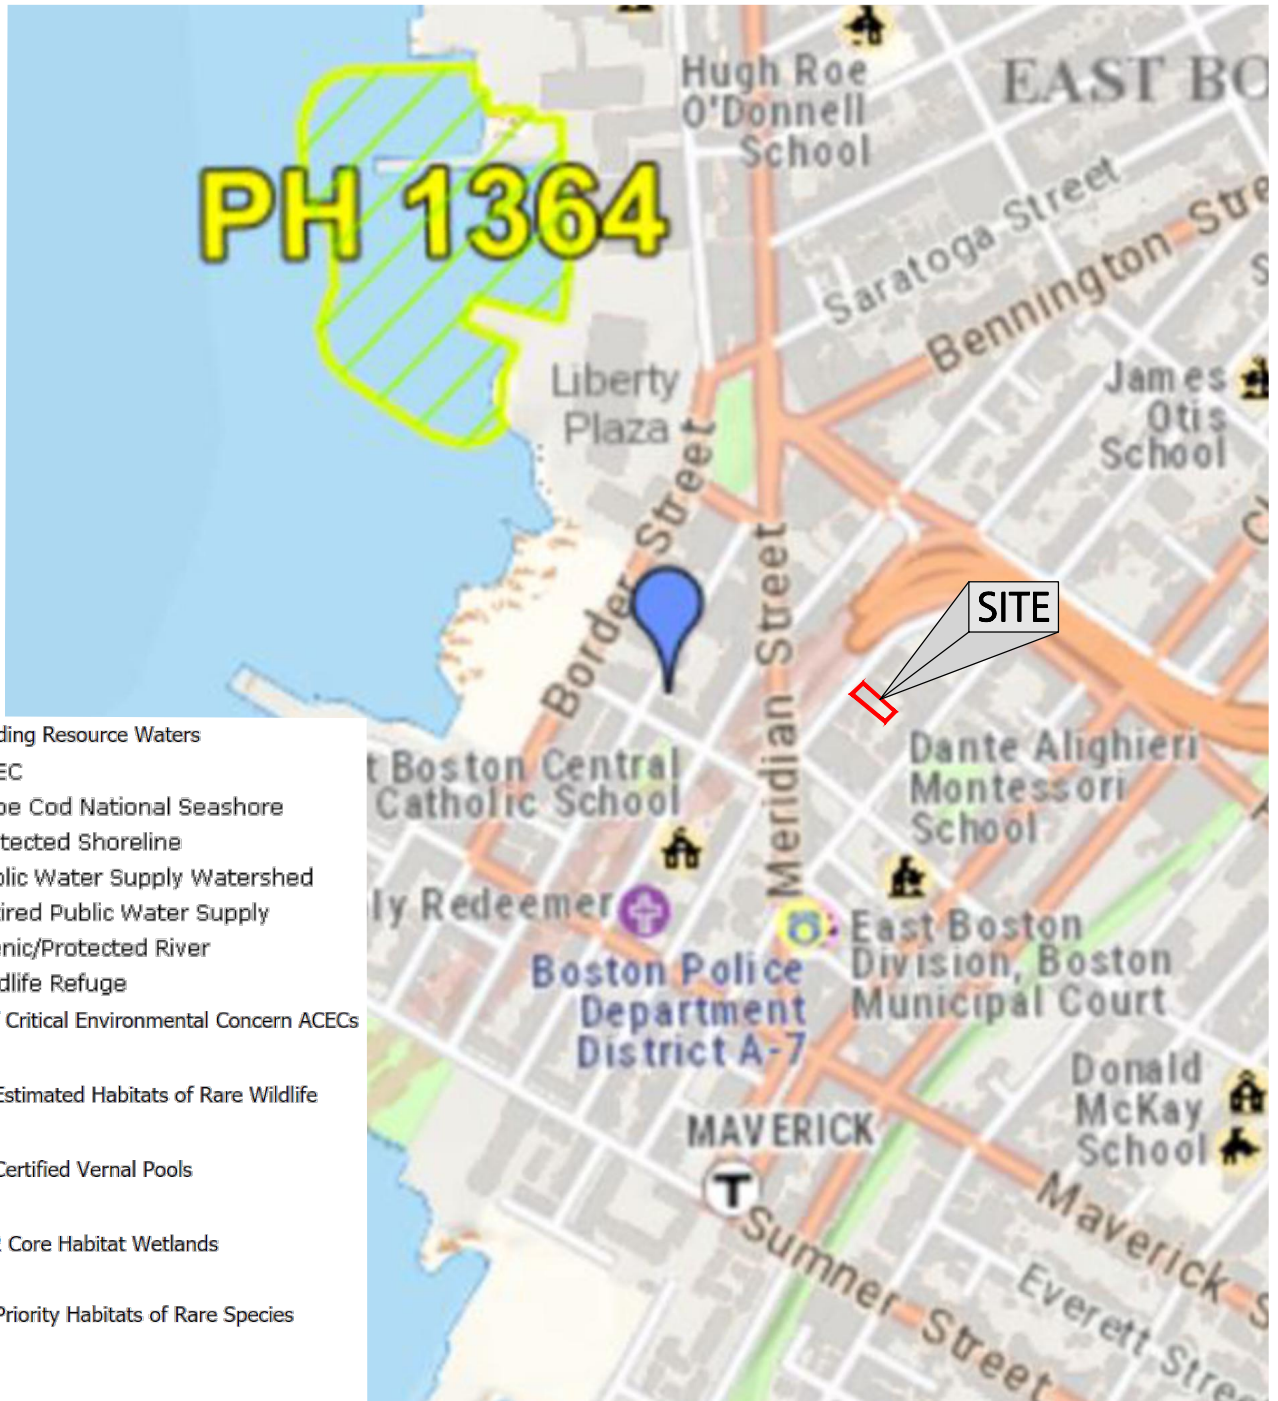 Hugh Roe
O'Donnell
School
EAST BO
PH 1364
Saratoga Street
Bennington Stre
S
Liberty
Plaza
James
Otis
School
C
Border Street
Meridian Street
SITE
ding Resource Waters
EC
pe Cod National Seashore
tected Shoreline
blic Water Supply Watershed
tired Public Water Supply
enic/Protected River
dlife Refuge
Critical Environmental Concern ACECs
Estimated Habitats of Rare Wildlife
Certified Vernal Pools
2 Core Habitat Wetlands
Priority Habitats of Rare Species
t Boston Central
Catholic School
Dante Alighieri
Montessori
School
ly Redeemer
Boston Police
Department
District A-7
East Boston
Division, Boston
Municipal Court
Donald
McKay
School
MAVERICK
T
Sumner Street
Maverick S
Everett Stree